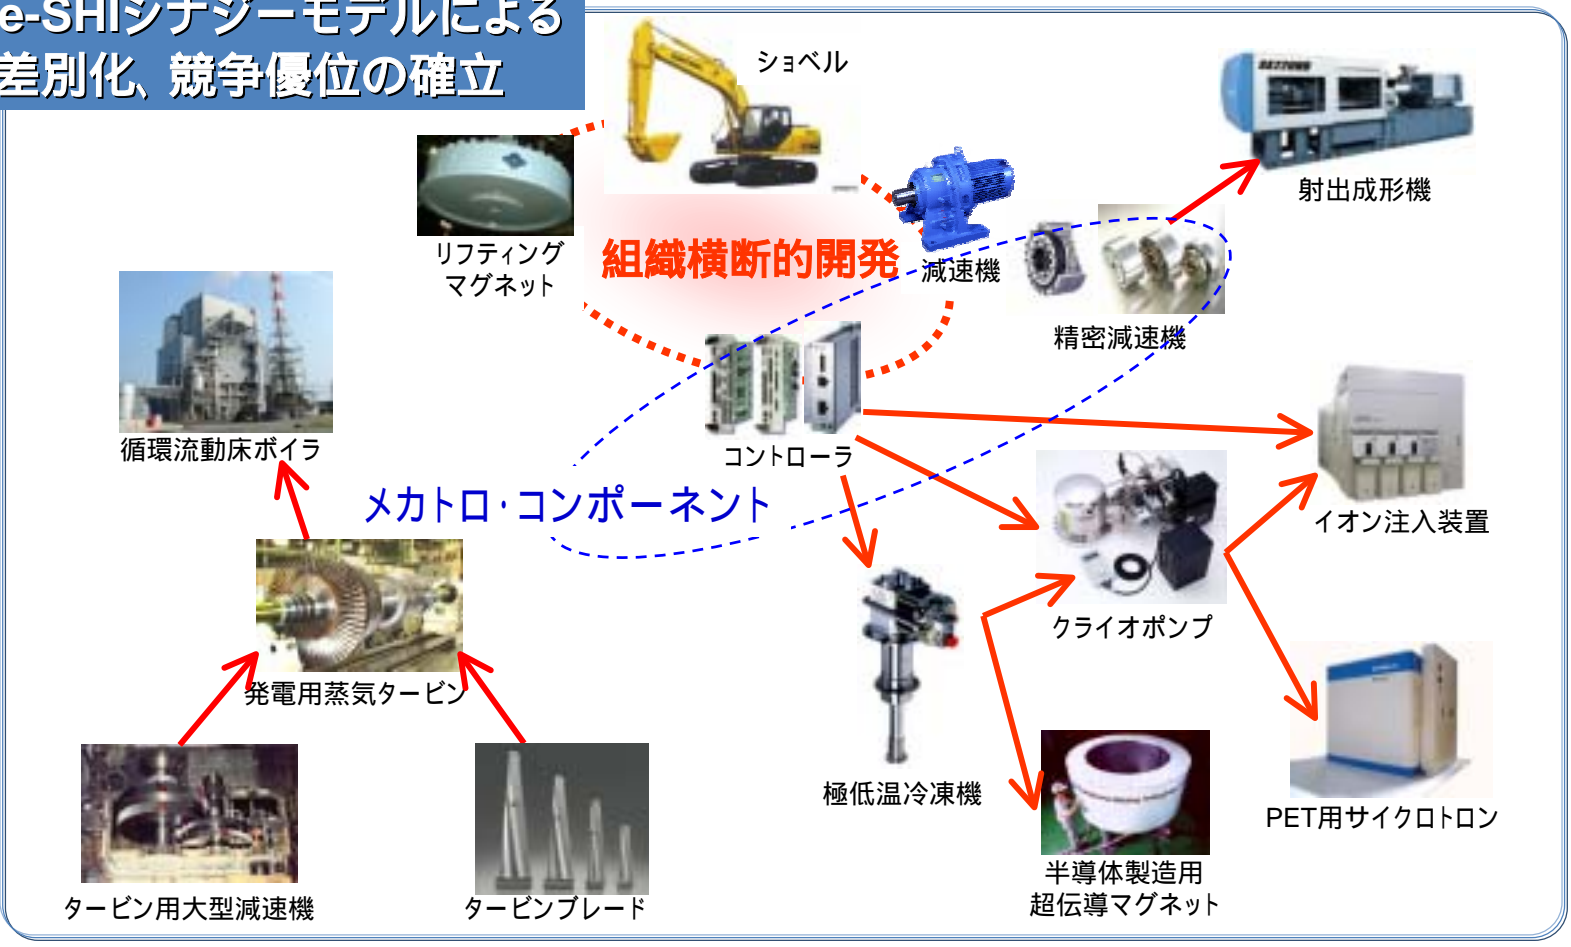 e-SHIシナジーモデルによる
差別化、競争優位の確立
ショベル
射出成形機
リフティング
マグネット
組織横断的開発
減速機
精密減速機
循環流動床ボイラ
コントローラ
メカトロ・コンポーネント
イオン注入装置
クライオポンプ
発電用蒸気タービン
極低温冷凍機
PET用サイクロトロン
半導体製造用
超伝導マグネット
タービン用大型減速機
タービンブレード